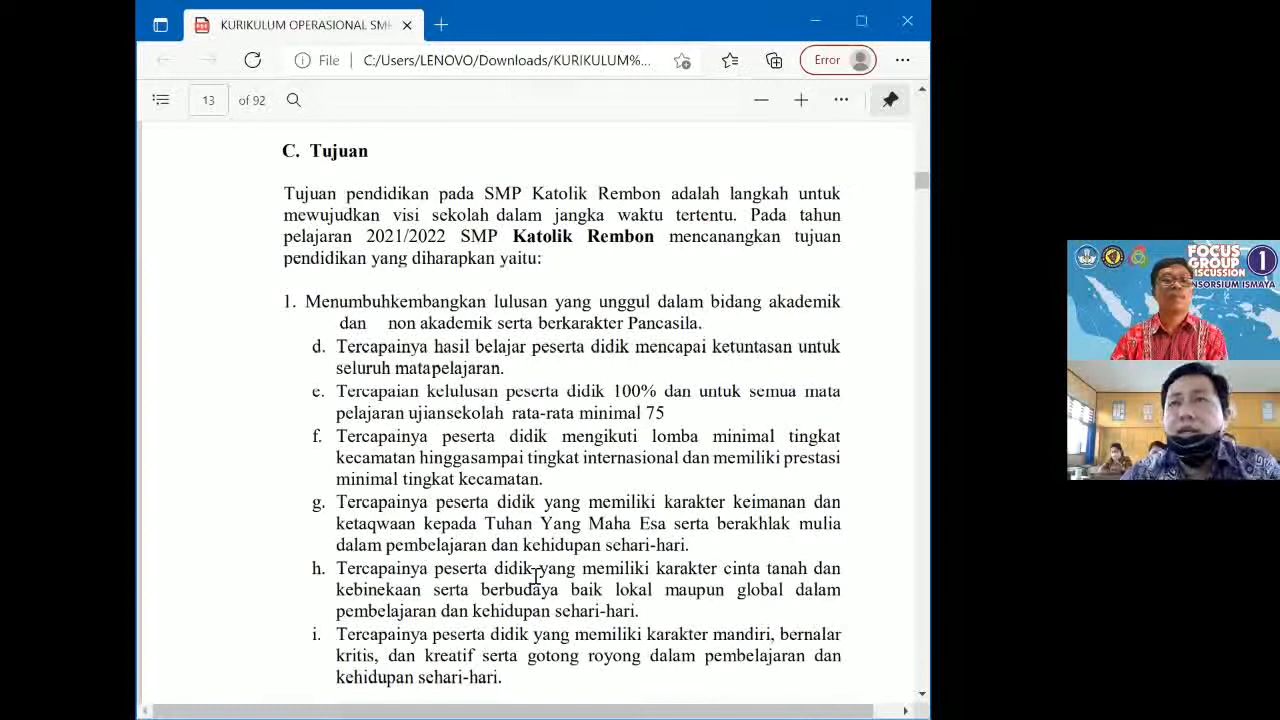 KURIKULUM OPERASIONAL SM
File
C:/Users/LENOVO/Downloads/KURIKULUM%...
Error
13 of 92
C. Tujuan
Tujuan pendidikan pada SMP Katolik Rembon adalah langkah untuk
mewujudkan visi sekolah dalam jangka waktu tertentu. Pada tahun
pelajaran 2021/2022 SMP Katolik Rembon mencanangkan tujuan
pendidikan yang diharapkan yaitu:
1. Menumbuhkembangkan lulusan yang unggul dalam bidang akademik
dan non akademik serta berkarakter Pancasila.
d. Tercapainya hasil belajar peserta didik mencapai ketuntasan untuk
seluruh matapelajaran.
e. Tercapaian kelulusan peserta didik 100% dan untuk semua mata
pelajaran ujiansekolah rata-rata minimal 75
f. Tercapainya peserta didik mengikuti lomba minimal tingkat
kecamatan hinggasampai tingkat internasional dan memiliki prestasi
minimal tingkat kecamatan.
g. Tercapainya peserta didik yang memiliki karakter keimanan dan
ketaqwaan kepada Tuhan Yang Maha Esa serta berakhlak mulia
dalam pembelajaran dan kehidupan sehari-hari.
h. Tercapainya peserta didik yang memiliki karakter cinta tanah dan
kebinekaan serta berbudaya baik lokal maupun global dalam
pembelajaran dan kehidupan sehari-hari.
i. Tercapainya peserta didik yang memiliki karakter mandiri, bernalar
kritis, dan kreatif serta gotong royong dalam pembelajaran dan
kehidupan sehari-hari.
FOCUS
GROUP
DISCUSSION
1
NSORSIUM ISMAYA